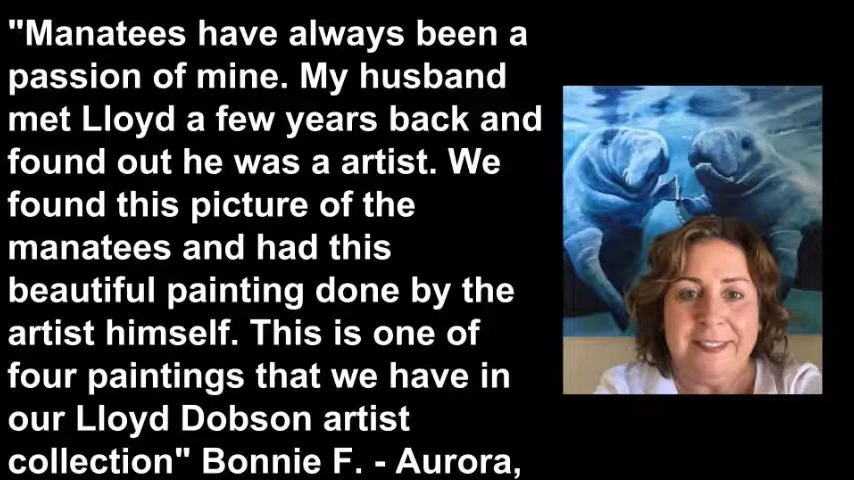 "Manatees have always been a
passion of mine. My husband
met Lloyd a few years back and
found out he was a artist. We
found this picture of the
manatees and had this
beautiful painting done by the
artist himself. This is one of
four paintings that we have in
our Lloyd Dobson artist
collection" Bonnie F. - Aurora,